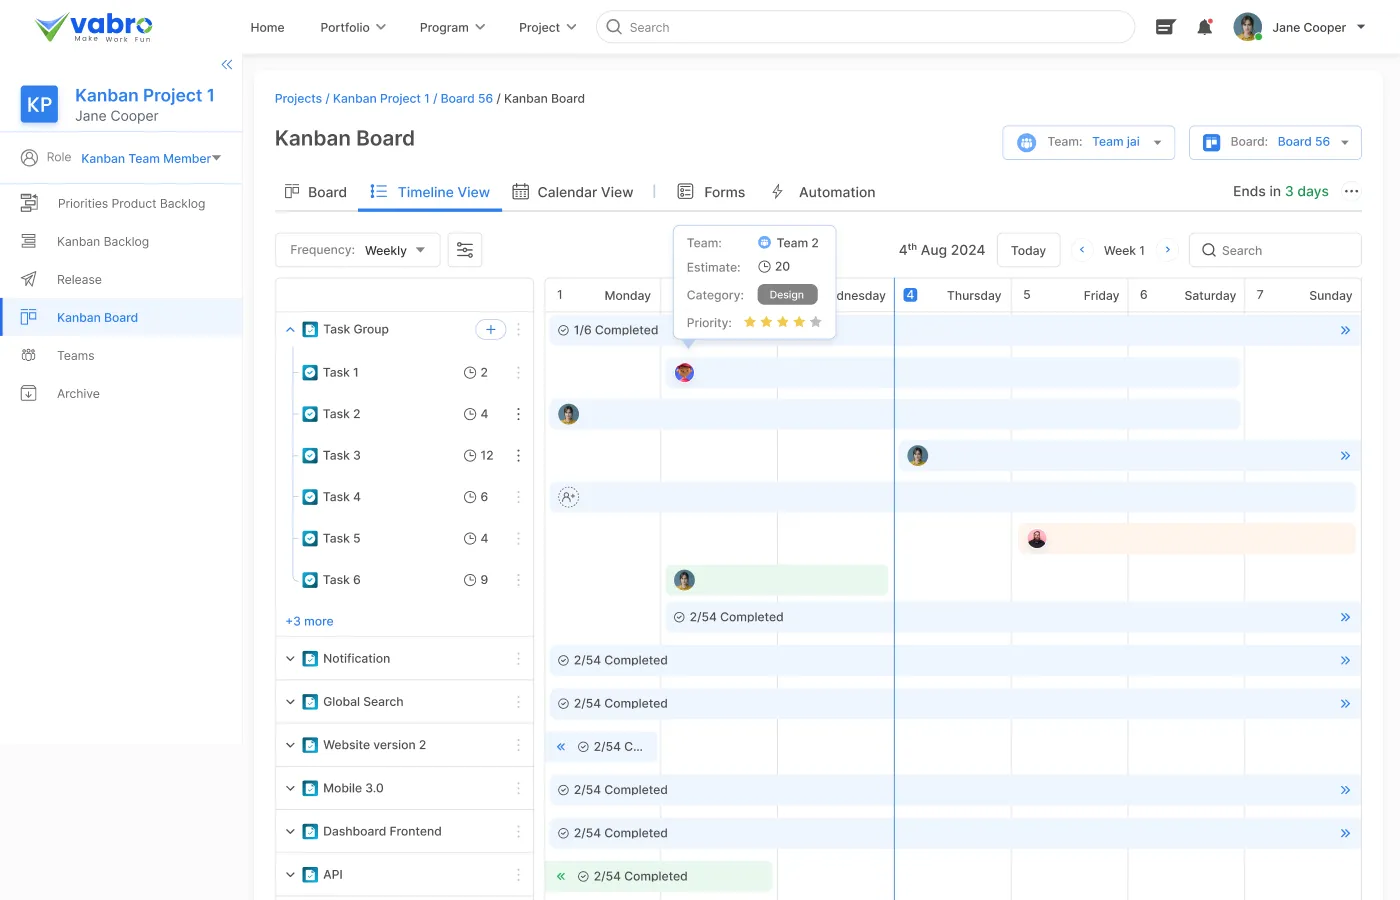 vabro
Make Work Fun
Home
Portfolio
Program
Project
Search
Jane Cooper
KP
Kanban Project 1
Jane Cooper
Role Kanban Team Member
Priorities Product Backlog
Kanban Backlog
Release
Kanban Board
Teams
Archive
Projects / Kanban Project 1 / Board 56 / Kanban Board
Kanban Board
Team: Team jai
Board: Board 56
Board
Timeline View
Calendar View
Forms
Automation
Ends in 3 days
Frequency: Weekly
Team: Team 2
Estimate: 20
Category: Design
Priority:
4th Aug 2024
Today
Week 1
Search
1 Monday
dnesday
4 Thursday
5 Friday
6 Saturday
7 Sunday
Task Group
1/6 Completed
Task 1 2
Task 2 4
Task 3 12
Task 4 6
Task 5 4
Task 6 9
+3 more
2/54 Completed
Notification
2/54 Completed
Global Search
2/54 Completed
Website version 2
2/54 C...
Mobile 3.0
2/54 Completed
Dashboard Frontend
2/54 Completed
API
2/54 Completed